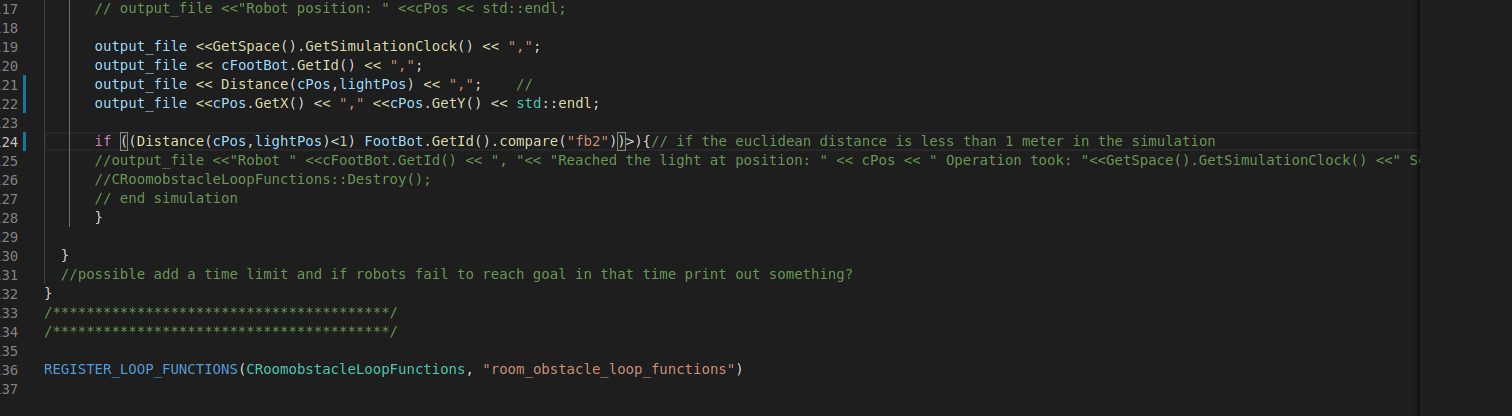 .17 // output_file <<"Robot position: " <<cPos << std::endl;
.18
.19 output_file <<GetSpace().GetSimulationClock() << ",";
.20 output_file << cFootBot.GetId() << ",";
.21 output_file << Distance(cPos,lightPos) << ",";    //
.22 output_file <<cPos.GetX() << "," <<cPos.GetY() << std::endl;
.23
.24 if ((Distance(cPos,lightPos)<1) FootBot.GetId().compare("fb2"))>){// if the euclidean distance is less than 1 meter in the simulation
.25 //output_file <<"Robot " <<cFootBot.GetId() << ", "<< "Reached the light at position: " << cPos << " Operation took: "<<GetSpace().GetSimulationClock() <<" S
.26 //CRoomobstacleLoopFunctions::Destroy();
.27 // end simulation
.28 }
.29
.30 }
.31 //possible add a time limit and if robots fail to reach goal in that time print out something?
.32 }
.33 /****************************************/
.34 /****************************************/
.35
.36 REGISTER_LOOP_FUNCTIONS(CRoomobstacleLoopFunctions, "room_obstacle_loop_functions")
.37